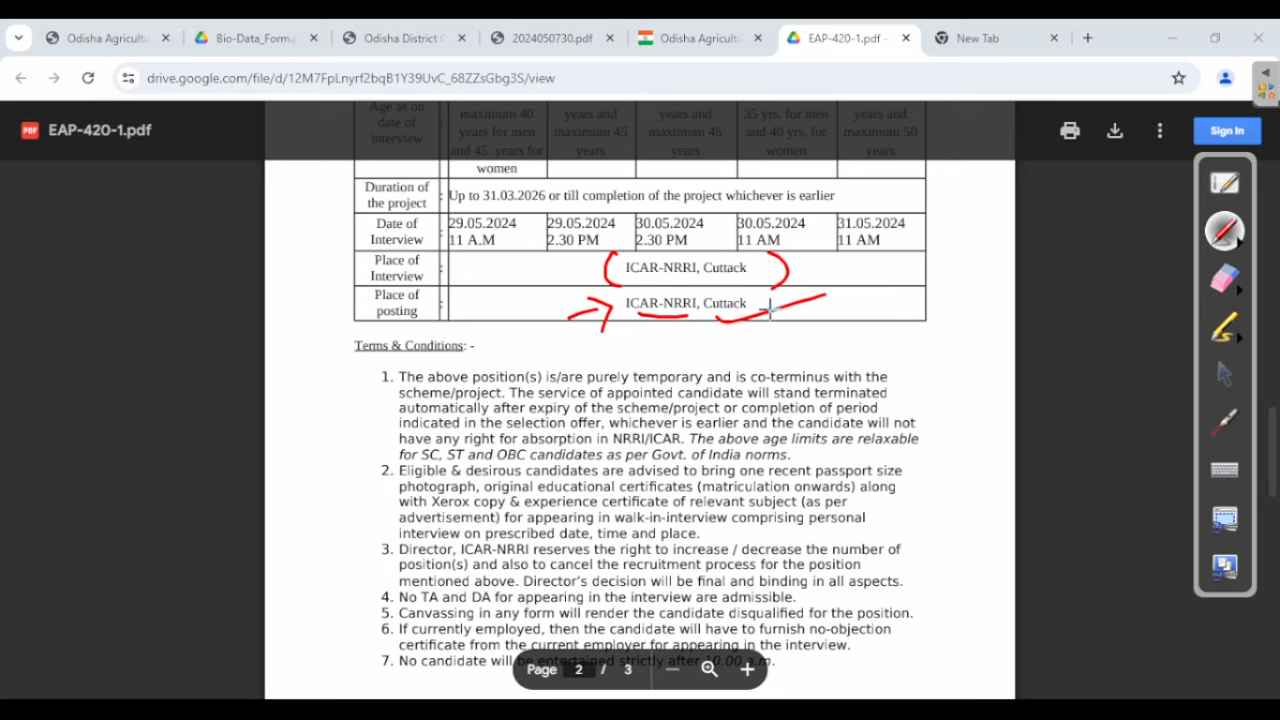 Odisha Agricultu
Bio-Data_Form.p
Odisha District C
2024050730.pdf
Odisha Agricultu
EAP-420-1.pdf -
New Tab
drive.google.com/file/d/12M7FpLnyrf2bqB1Y39UvC_68ZZsGbg3S/view
PDF EAP-420-1.pdf
Sign in
Age as on date of interview : maximum 40 years for men and 45 years for women years and maximum 45 years years and maximum 45 years 35 yrs. for men and 40 yrs. for women years and maximum 50 years
Duration of the project : Up to 31.03.2026 or till completion of the project whichever is earlier
Date of Interview : 29.05.2024 11 A.M 29.05.2024 2.30 PM 30.05.2024 2.30 PM 30.05.2024 11 AM 31.05.2024 11 AM
Place of Interview : ICAR-NRRI, Cuttack
Place of posting : ICAR-NRRI, Cuttack
Terms & Conditions: -
1. The above position(s) is/are purely temporary and is co-terminus with the
scheme/project. The service of appointed candidate will stand terminated
automatically after expiry of the scheme/project or completion of period
indicated in the selection offer, whichever is earlier and the candidate will not
have any right for absorption in NRRI/ICAR. The above age limits are relaxable
for SC, ST and OBC candidates as per Govt. of India norms.
2. Eligible & desirous candidates are advised to bring one recent passport size
photograph, original educational certificates (matriculation onwards) along
with Xerox copy & experience certificate of relevant subject (as per
advertisement) for appearing in walk-in-interview comprising personal
interview on prescribed date, time and place.
3. Director, ICAR-NRRI reserves the right to increase / decrease the number of
position(s) and also to cancel the recruitment process for the position
mentioned above. Director's decision will be final and binding in all aspects.
4. No TA and DA for appearing in the interview are admissible.
5. Canvassing in any form will render the candidate disqualified for the position.
6. If currently employed, then the candidate will have to furnish no-objection
certificate from the current employer for appearing in the interview.
7. No candidate will be entertained strictly after 10.00 a.m.
Page 2 / 3